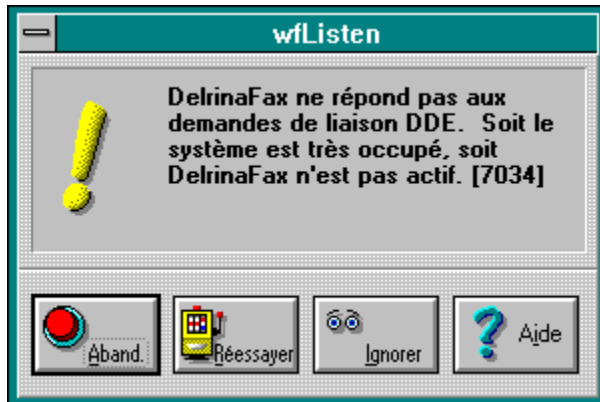 wfListen
DelrinaFax ne répond pas aux
demandes de liaison DDE.  Soit le
système est très occupé, soit
DelrinaFax n'est pas actif. [7034]
Aband.
Réessayer
Ignorer
Aide